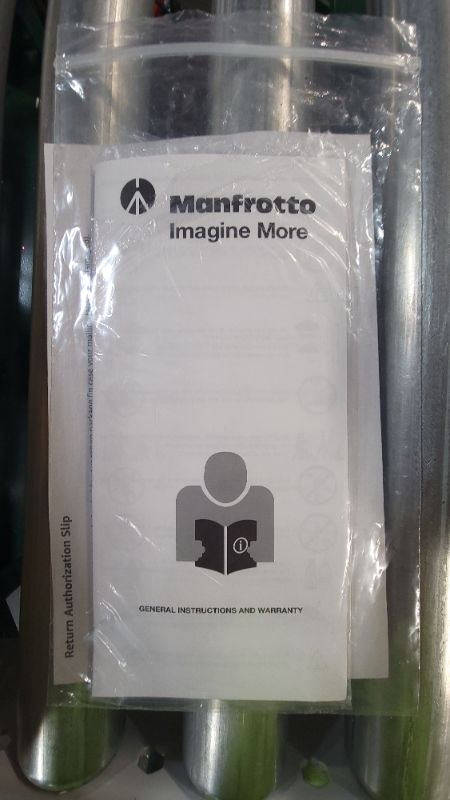 Manfrotto
Imagine More
i
GENERAL INSTRUCTIONS AND WARRANTY
Return Authorization Slip